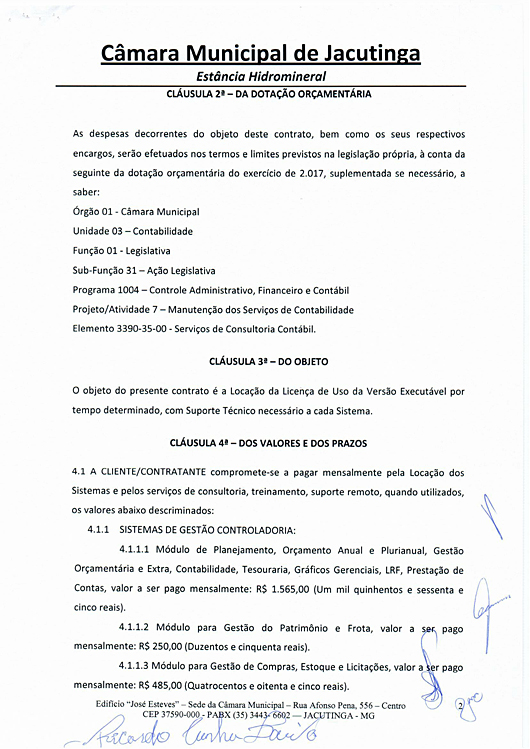 Câmara Municipal de Jacutinga
Estância Hidromineral
CLÁUSULA 2ª – DA DOTAÇÃO ORÇAMENTÁRIA
As despesas decorrentes do objeto deste contrato, bem como os seus respectivos
encargos, serão efetuados nos termos e limites previstos na legislação própria, à conta da
seguinte da dotação orçamentária do exercício de 2.017, suplementada se necessário, a
saber:
Órgão 01 - Câmara Municipal
Unidade 03 – Contabilidade
Função 01 - Legislativa
Sub-Função 31 – Ação Legislativa
Programa 1004 – Controle Administrativo, Financeiro e Contábil
Projeto/Atividade 7 – Manutenção dos Serviços de Contabilidade
Elemento 3390-35-00 - Serviços de Consultoria Contábil.
CLÁUSULA 3ª – DO OBJETO
O objeto do presente contrato é a Locação da Licença de Uso da Versão Executável por
tempo determinado, com Suporte Técnico necessário a cada Sistema.
CLÁUSULA 4ª – DOS VALORES E DOS PRAZOS
4.1 A CLIENTE/CONTRATANTE compromete-se a pagar mensalmente pela Locação dos
Sistemas e pelos serviços de consultoria, treinamento, suporte remoto, quando utilizados,
os valores abaixo descriminados:
4.1.1 SISTEMAS DE GESTÃO CONTROLADORIA:
4.1.1.1 Módulo de Planejamento, Orçamento Anual e Plurianual, Gestão
Orçamentária e Extra, Contabilidade, Tesouraria, Gráficos Gerenciais, LRF, Prestação de
Contas, valor a ser pago mensalmente: R$ 1.565,00 (Um mil quinhentos e sessenta e
cinco reais).
4.1.1.2 Módulo para Gestão do Patrimônio e Frota, valor a ser pago
mensalmente: R$ 250,00 (Duzentos e cinquenta reais).
4.1.1.3 Módulo para Gestão de Compras, Estoque e Licitações, valor a ser pago
mensalmente: R$ 485,00 (Quatrocentos e oitenta e cinco reais).
Edifício “José Esteves” – Sede da Câmara Municipal – Rua Afonso Pena, 556 – Centro
2
CEP 37590-000 - PABX (35) 3443- 6602 — JACUTINGA - MG